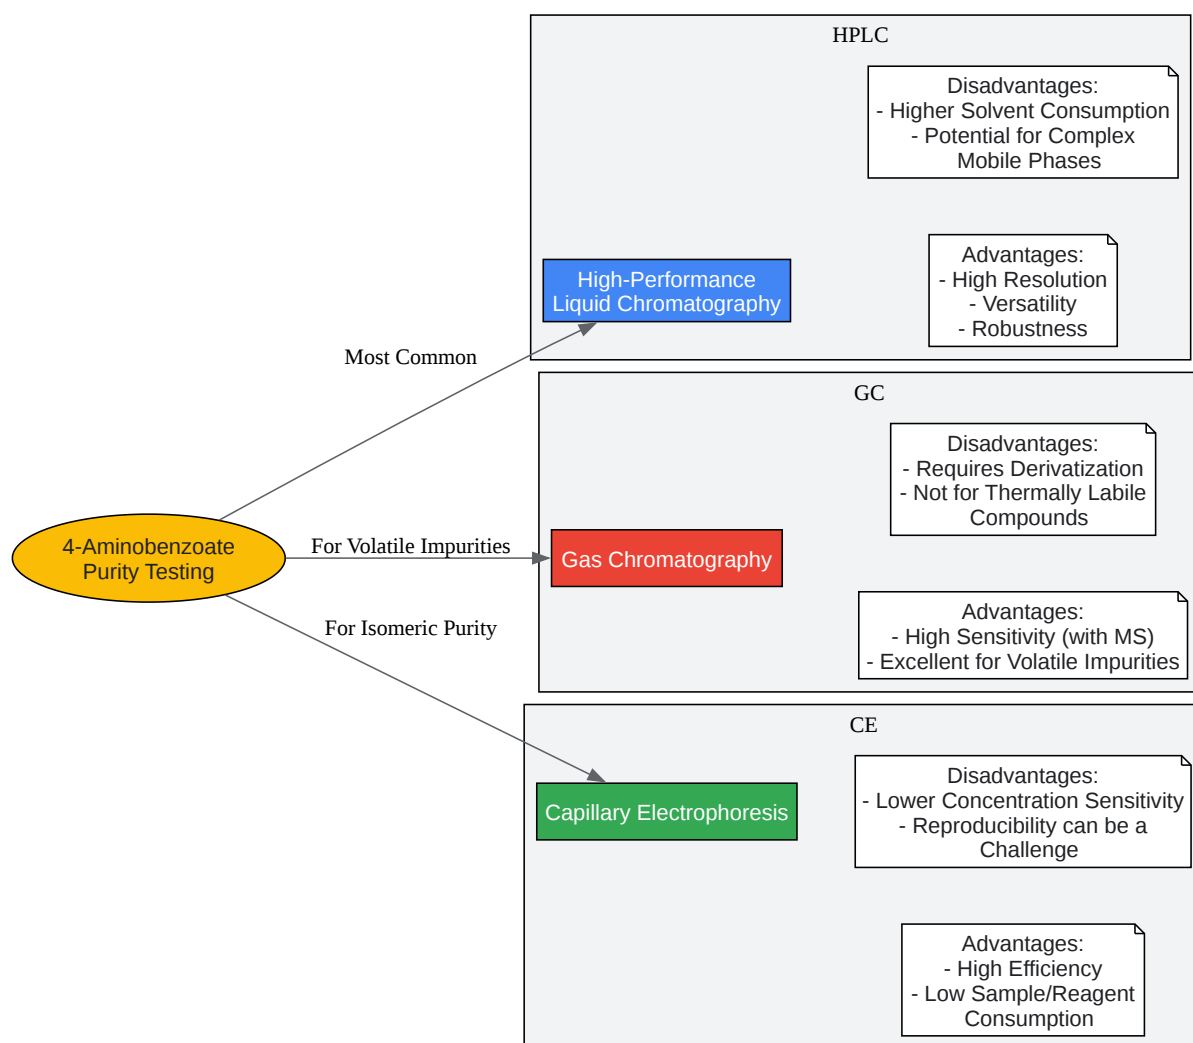 HPLC
Disadvantages:
- Higher Solvent Consumption
- Potential for Complex
Mobile Phases
High-Performance
Liquid Chromatography
Advantages:
- High Resolution
- Versatility
- Robustness
Most Common
GC
Disadvantages:
- Requires Derivatization
- Not for Thermally Labile
Compounds
4-Aminobenzoate
Purity Testing
For Volatile Impurities
Gas Chromatography
Advantages:
- High Sensitivity (with MS)
- Excellent for Volatile Impurities
For Isomeric Purity
CE
Disadvantages:
- Lower Concentration Sensitivity
- Reproducibility can be a
Challenge
Capillary Electrophoresis
Advantages:
- High Efficiency
- Low Sample/Reagent
Consumption